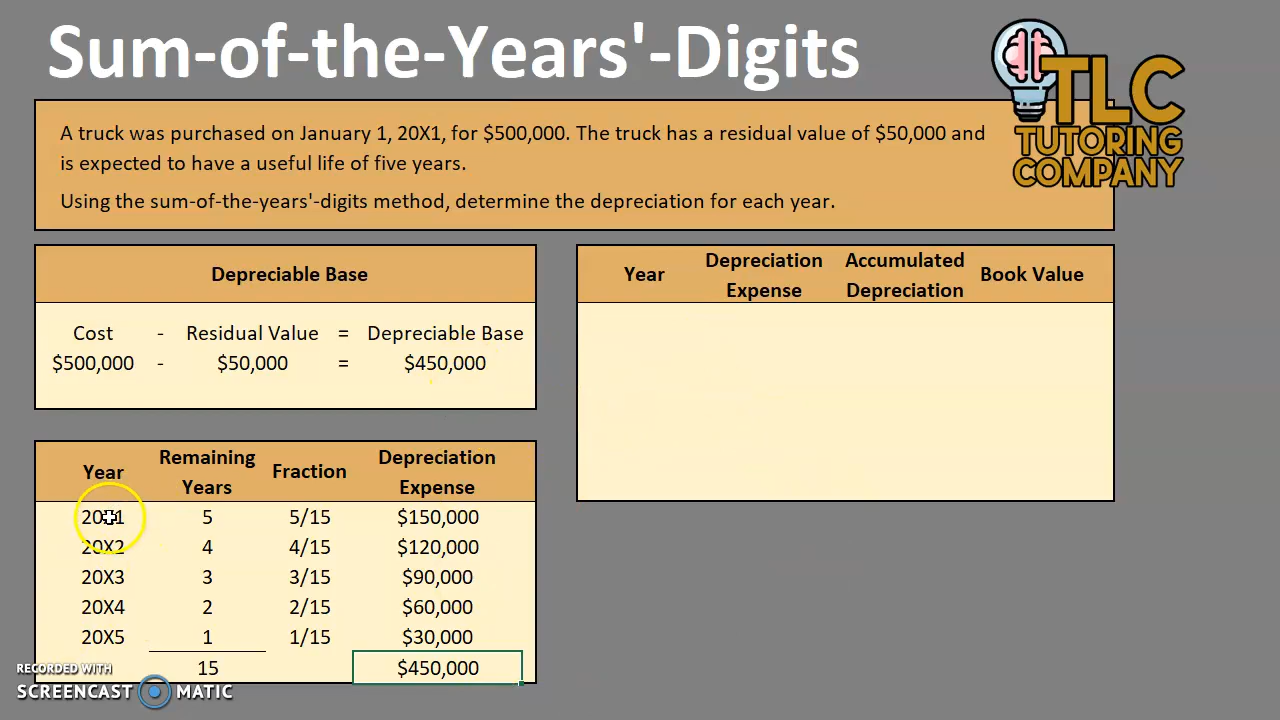 Sum-of-the-Years'-Digits
TLC
TUTORING
COMPANY
A truck was purchased on January 1, 20X1, for $500,000. The truck has a residual value of $50,000 and
is expected to have a useful life of five years.
Using the sum-of-the-years'-digits method, determine the depreciation for each year.
Depreciable Base
Cost - Residual Value = Depreciable Base
$500,000 - $50,000 = $450,000
Year Remaining Years Fraction Depreciation Expense
20X1 5 5/15 $150,000
20X2 4 4/15 $120,000
20X3 3 3/15 $90,000
20X4 2 2/15 $60,000
20X5 1 1/15 $30,000
15 $450,000
Year Depreciation Expense Accumulated Depreciation Book Value
RECORDED WITH
SCREENCAST MATIC